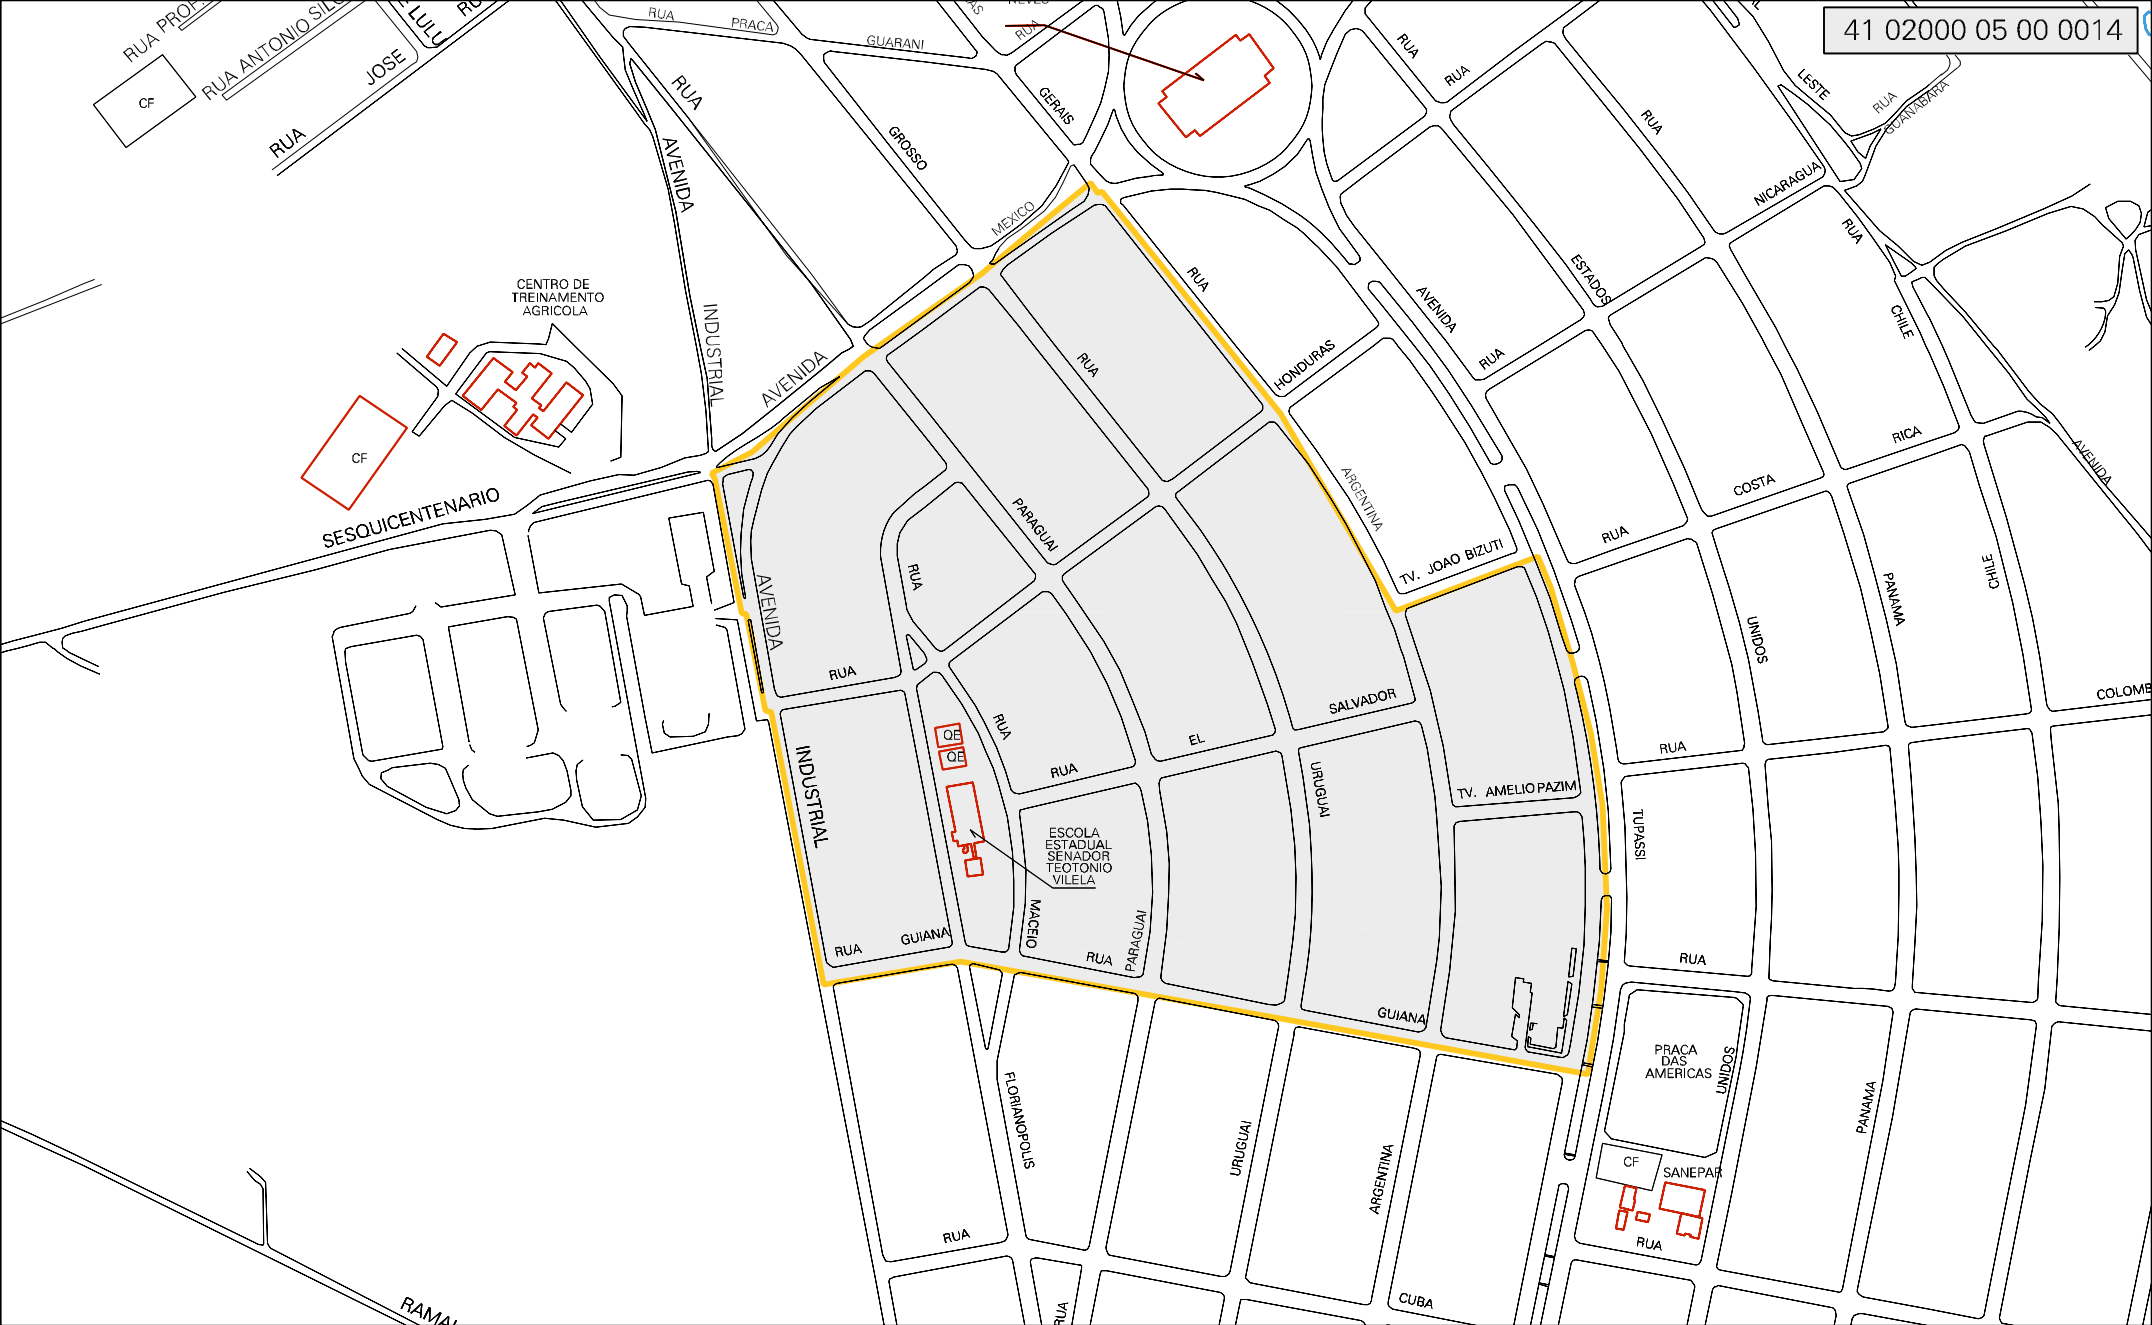 41 02000 05 00 0014
RUA
RUA ANTONIO
LULU
JOSE
RUA
CF
RUA
PRACA
GUARANI
RUA
RUA
AVENIDA
GROSSO
GERAIS
MEXICO
RUA
RUA
RUA
LESTE
RUA
GUANABARA
NICARAGUA
RUA
CHILE
CENTRO DE
TREINAMENTO
AGRICOLA
CF
INDUSTRIAL
AVENIDA
SESQUICENTENARIO
RUA
RUA
HONDURAS
AVENIDA
ESTADOS
RUA
RICA
COSTA
RUA
AVENIDA
ARGENTINA
TV. JOAO BIZUTI
PARAGUAI
RUA
AVENIDA
RUA
INDUSTRIAL
RUA
GUIANA
RUA
RUA
QE
QE
ESCOLA
ESTADUAL
SENADOR
TEOTONIO
VILELA
MACEIO
PARAGUAI
RUA
EL
SALVADOR
URUGUAI
GUIANA
TV. AMELIO PAZIM
TUPASSI
UNIDOS
PANAMA
CHILE
RUA
RUA
PRACA
DAS
AMERICAS
UNIDOS
PANAMA
CF
SANEPAR
RUA
FLORIANOPOLIS
URUGUAI
ARGENTINA
RUA
CUBA
RUA